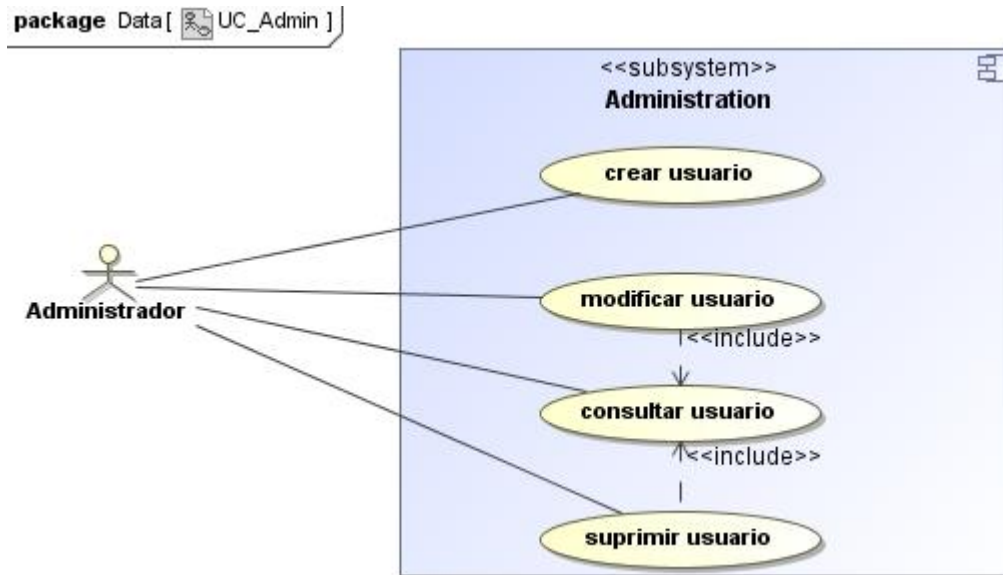 package Data[ UC_Admin ]
<<subsystem>>
Administration
crear usuario
modificar usuario
Administrador
<<include>>
consultar usuario
<<include>>
suprimir usuario